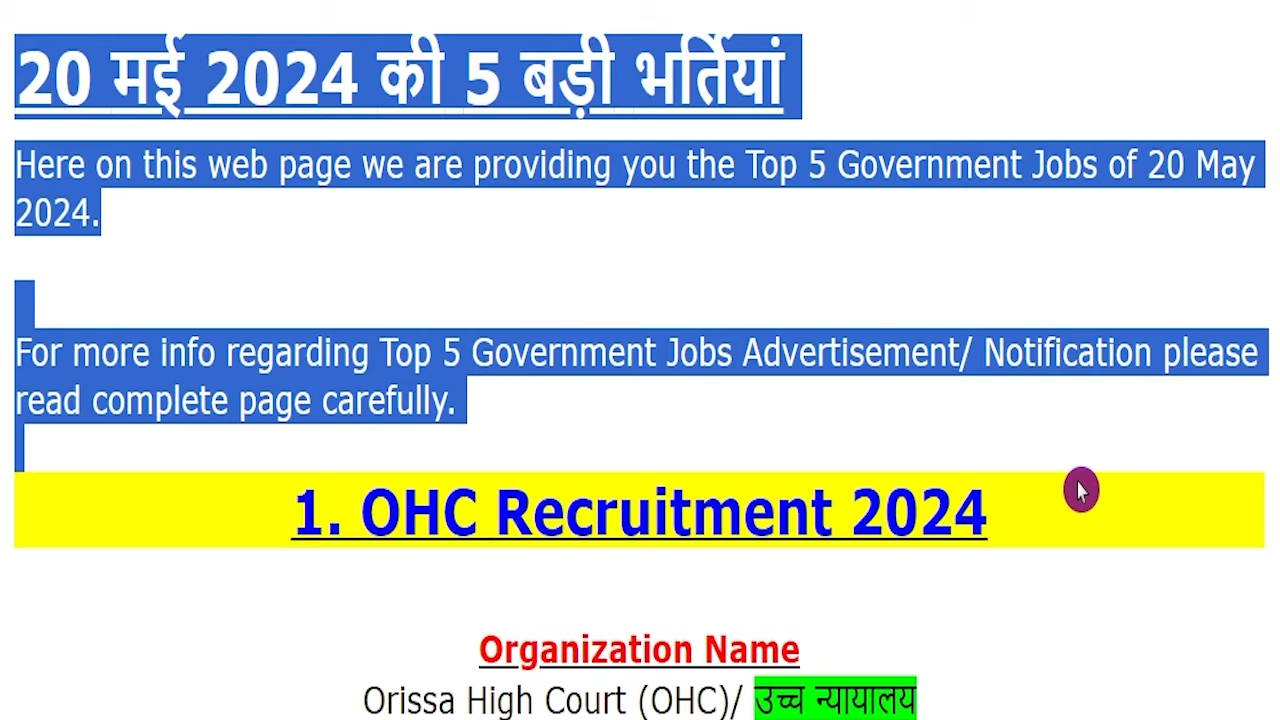 20 मई 2024 की 5 बड़ी भर्तियां
Here on this web page we are providing you the Top 5 Government Jobs of 20 May
2024.
For more info regarding Top 5 Government Jobs Advertisement/ Notification please
read complete page carefully.
1. OHC Recruitment 2024
Organization Name
Orissa High Court (OHC)/ उच्च न्यायालय